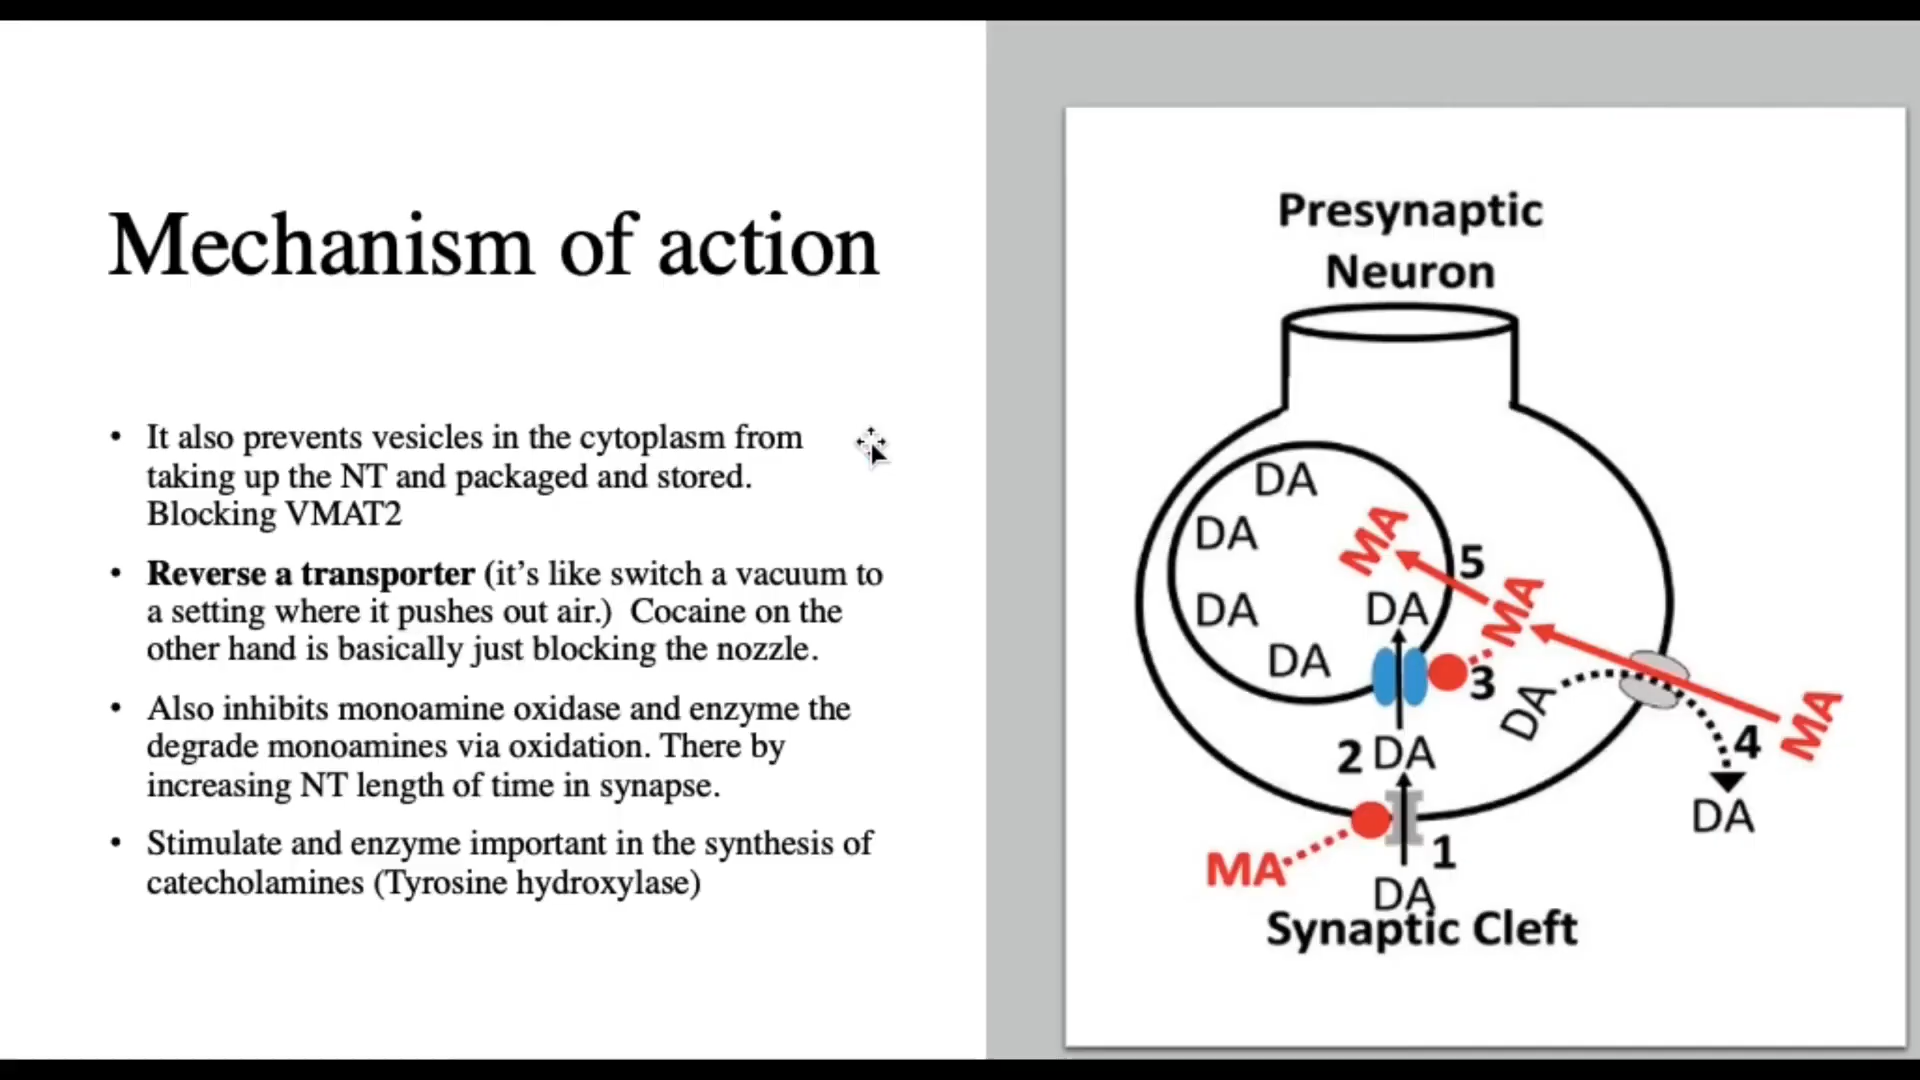 Mechanism of action
• It also prevents vesicles in the cytoplasm from
taking up the NT and packaged and stored.
Blocking VMAT2
• Reverse a transporter (it’s like switch a vacuum to
a setting where it pushes out air.)  Cocaine on the
other hand is basically just blocking the nozzle.
• Also inhibits monoamine oxidase and enzyme the
degrade monoamines via oxidation. There by
increasing NT length of time in synapse.
• Stimulate and enzyme important in the synthesis of
catecholamines (Tyrosine hydroxylase)
Presynaptic
Neuron
DA
DA
MA
5
DA
DA
MA
DA
3
DA
MA
2 DA
4
DA
MA
1
DA
Synaptic Cleft